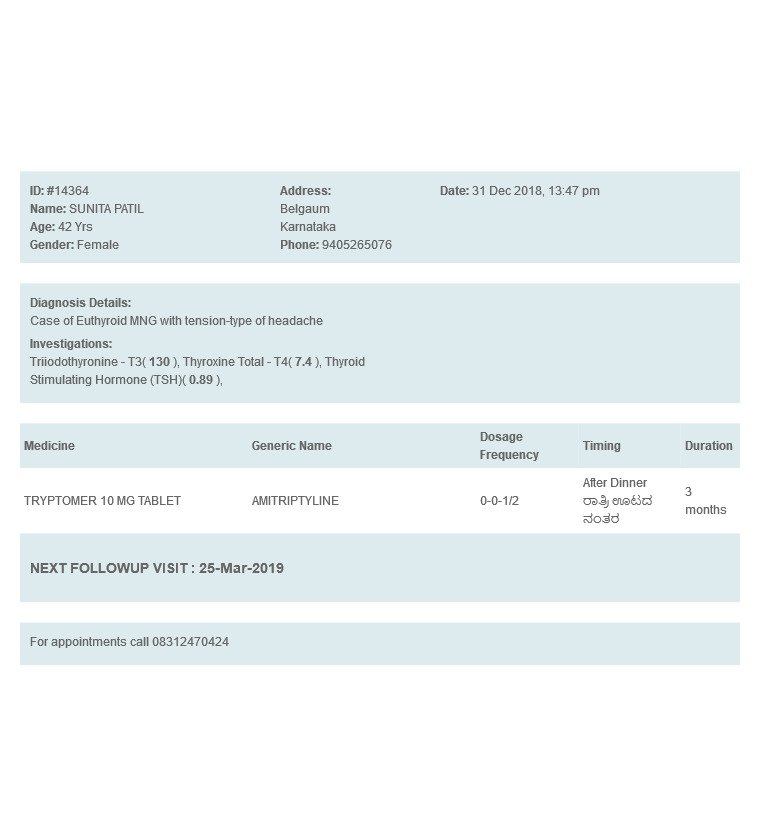 ID: #14364
Name: SUNITA PATIL
Age: 42 Yrs
Gender: Female
Address:
Belgaum
Karnataka
Phone: 9405265076
Date: 31 Dec 2018, 13:47 pm
Diagnosis Details:
Case of Euthyroid MNG with tension-type of headache
Investigations:
Triiodothyronine - T3( 130 ), Thyroxine Total - T4( 7.4 ), Thyroid
Stimulating Hormone (TSH)( 0.89 ),
Medicine
Generic Name
Dosage
Frequency
Timing
Duration
TRYPTOMER 10 MG TABLET
AMITRIPTYLINE
0-0-1/2
After Dinner
ರಾತ್ರಿ ಊಟದ
ನಂತರ
3
months
NEXT FOLLOWUP VISIT : 25-Mar-2019
For appointments call 08312470424